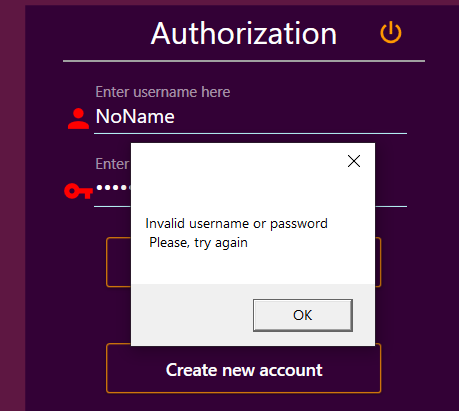 Authorization
Enter username here
NoName
Enter
Invalid username or password
Please, try again
OK
Create new account